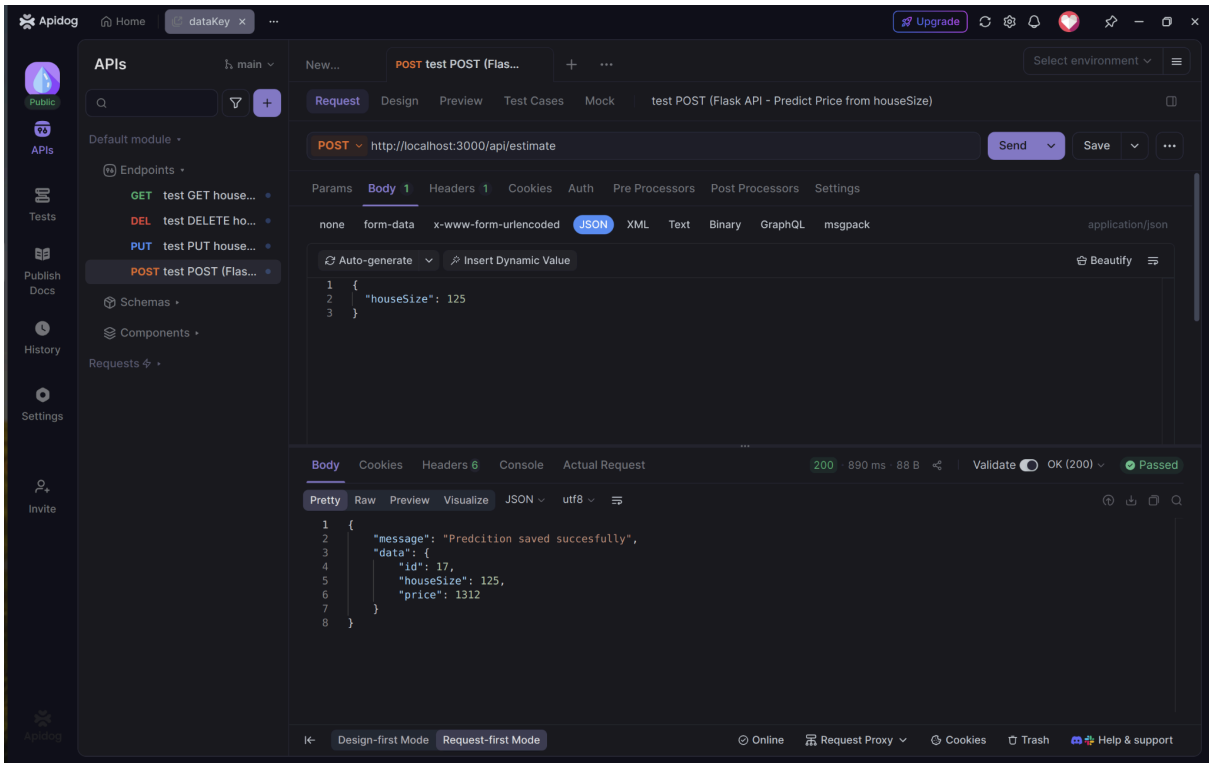 Apidog Home dataKey × ···
Upgrade
APIs main
New... POST test POST (Flas... + ···
Select environment
Public
APIs
Tests
Publish
Docs
History
Settings
Invite
Apidog
Default module
Endpoints
GET test GET house...
DEL test DELETE ho...
PUT test PUT house...
POST test POST (Flas...
Schemas
Components
Requests
Request Design Preview Test Cases Mock test POST (Flask API - Predict Price from houseSize)
POST http://localhost:3000/api/estimate Send Save ···
Params Body 1 Headers 1 Cookies Auth Pre Processors Post Processors Settings
none form-data x-www-form-urlencoded JSON XML Text Binary GraphQL msgpack application/json
Auto-generate Insert Dynamic Value Beautify
1 {
2 "houseSize": 125
3 }
Body Cookies Headers 6 Console Actual Request 200 · 890 ms · 88 B Validate OK (200) Passed
Pretty Raw Preview Visualize JSON utf8
1 {
2 "message": "Predcition saved succesfully",
3 "data": {
4 "id": 17,
5 "houseSize": 125,
6 "price": 1312
7 }
8 }
Design-first Mode Request-first Mode Online Request Proxy Cookies Trash Help & support